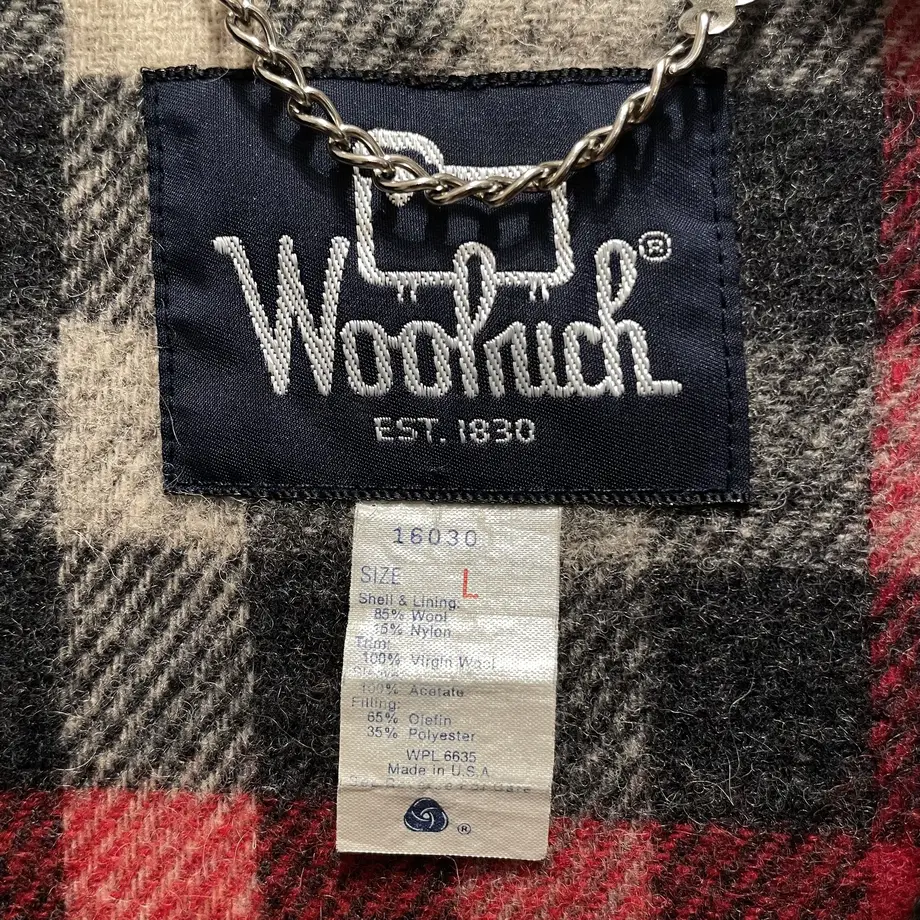 Woolrich®
EST. 1830
16030
SIZE L
Shell & Lining:
85% Wool
15% Nylon
Trim:
100% Virgin Wool
100% Acetate
Filling:
65% Olefin
35% Polyester
WPL 6635
Made in U.S.A.
®